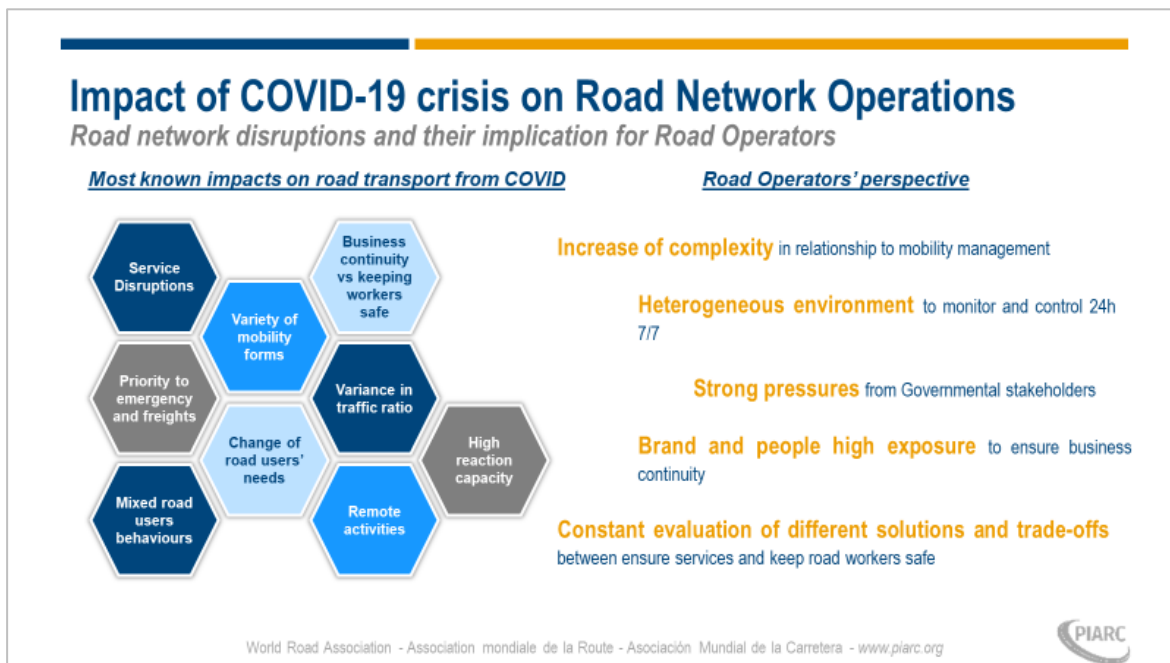 Impact of COVID-19 crisis on Road Network Operations
Road network disruptions and their implication for Road Operators
Most known impacts on road transport from COVID
Service
Disruptions
Business
continuity
vs keeping
workers
safe
Variety of
mobility
forms
Priority to
emergency
and freights
Variance in
traffic ratio
Change of
road users'
needs
High
reaction
capacity
Mixed road
users
behaviours
Remote
activities
Road Operators' perspective
Increase of complexity in relationship to mobility management
Heterogeneous environment to monitor and control 24h
7/7
Strong pressures from Governmental stakeholders
Brand and people high exposure to ensure business
continuity
Constant evaluation of different solutions and trade-offs
between ensure services and keep road workers safe
World Road Association - Association mondiale de la Route - Asociación Mundial de la Carretera - www.piarc.org
PIARC